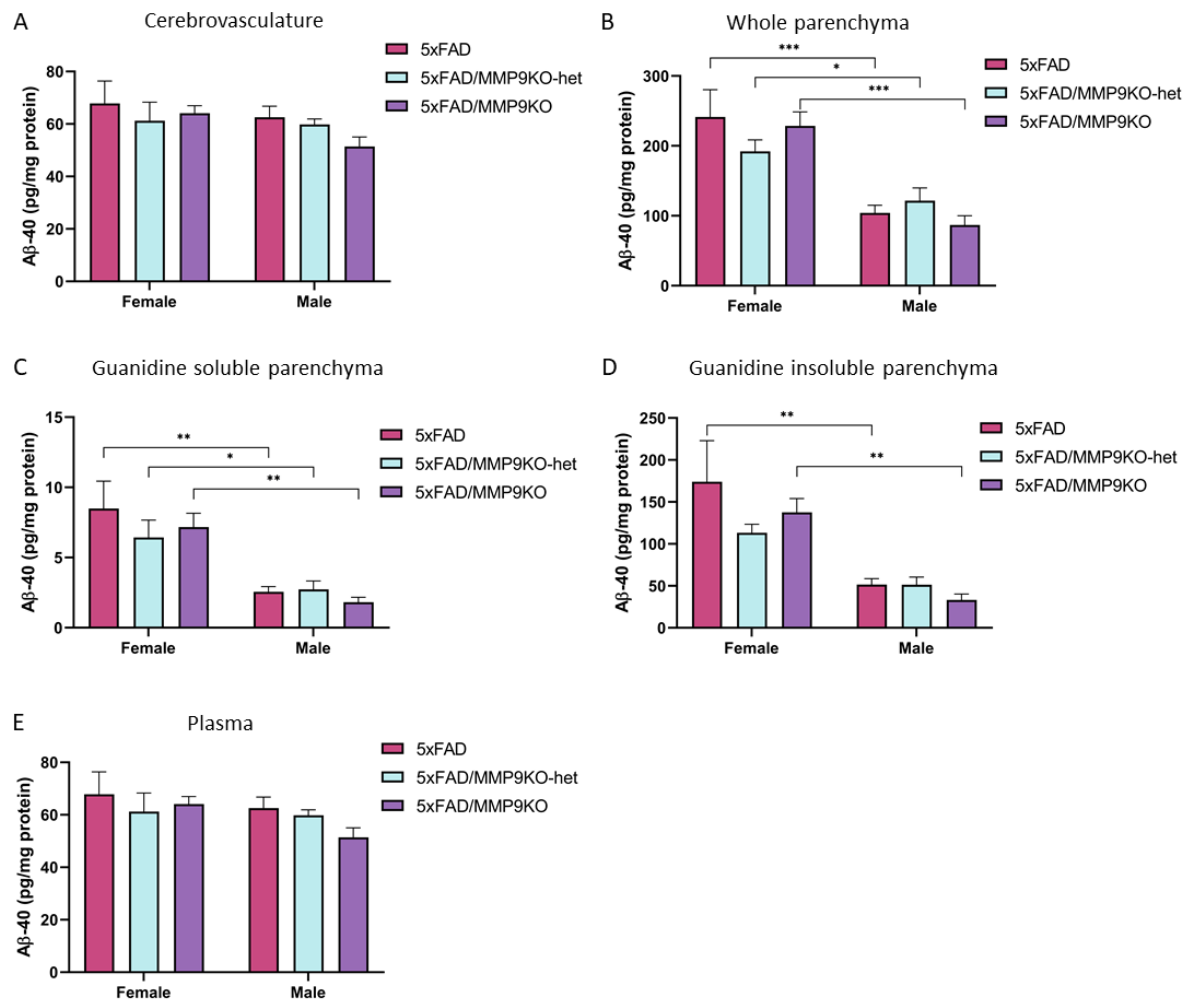 A
Cerebrovasculature
Aβ-40 (pg/mg protein)
80
60
40
20
0
Female
Male
5xFAD
5xFAD/MMP9KO-het
5xFAD/MMP9KO
B
Whole parenchyma
Aβ-40 (pg/mg protein)
300
200
100
0
***
*
***
Female
Male
5xFAD
5xFAD/MMP9KO-het
5xFAD/MMP9KO
C
Guanidine soluble parenchyma
Aβ-40 (pg/mg protein)
15
10
5
0
**
*
**
Female
Male
5xFAD
5xFAD/MMP9KO-het
5xFAD/MMP9KO
D
Guanidine insoluble parenchyma
Aβ-40 (pg/mg protein)
250
200
150
100
50
0
**
**
Female
Male
5xFAD
5xFAD/MMP9KO-het
5xFAD/MMP9KO
E
Plasma
Aβ-40 (pg/mg protein)
80
60
40
20
0
Female
Male
5xFAD
5xFAD/MMP9KO-het
5xFAD/MMP9KO